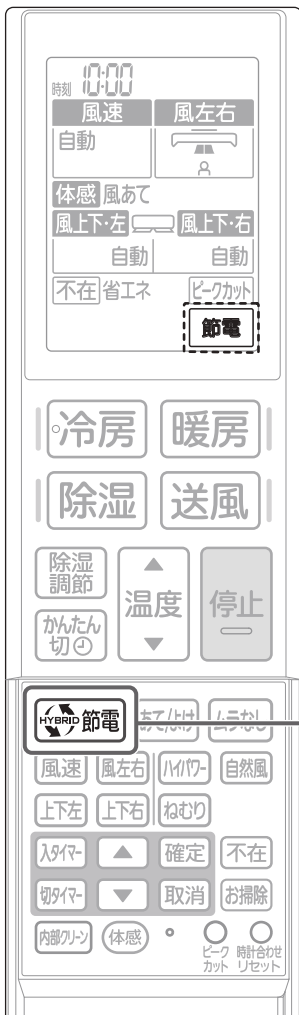 時刻 10:00
風速 風左右
自動
体感 風あて
風上下・左 風上下・右
自動 自動
不在 省エネ ピークカット
節電
冷房 暖房
除湿 送風
除湿調節 ▲ 温度 ▼ 停止
かんたん切
HYBRID 節電 あて/よけ ムラなし
風速 風左右 ハイパワー 自然風
上下左 上下右 ねむり
入タイマー ▲ 確定 不在
切タイマー ▼ 取消 お掃除
内部クリーン 体感 ピークカット 時計合わせ
リセット